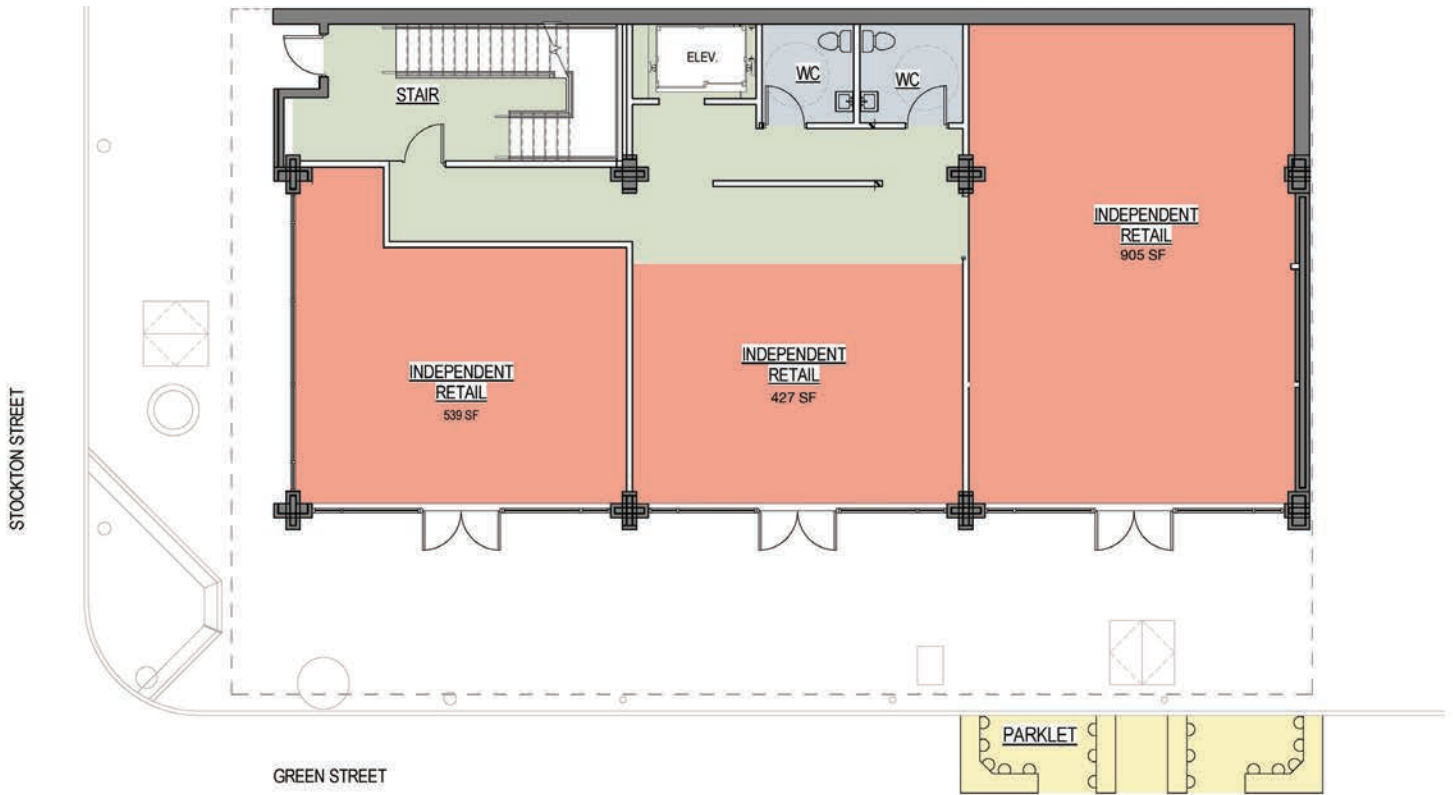 ELEV.
WC
WC
STAIR
INDEPENDENT
RETAIL
905 SF
INDEPENDENT
RETAIL
427 SF
INDEPENDENT
RETAIL
539 SF
STOCKTON STREET
PARKLET
GREEN STREET